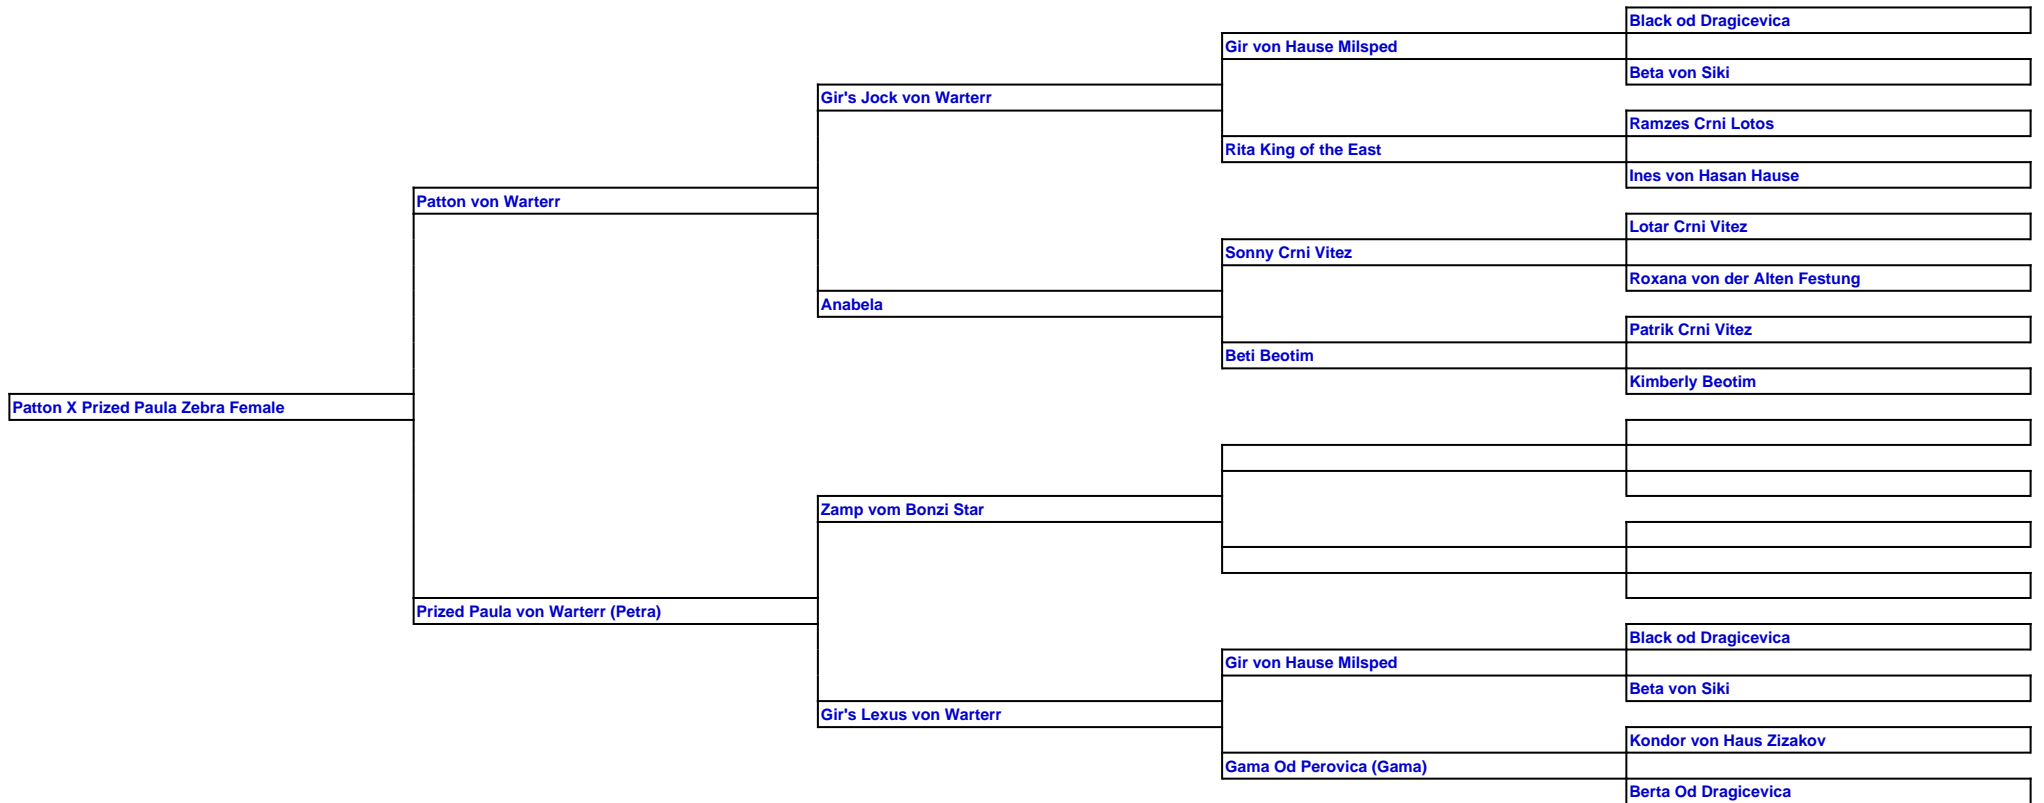 Black od Dragicevica
Gir von Hause Milsped
Beta von Siki
Gir's Jock von Warterr
Ramzes Crni Lotos
Rita King of the East
Ines von Hasan Hause
Patton von Warterr
Lotar Crni Vitez
Sonny Crni Vitez
Roxana von der Alten Festung
Anabela
Patrik Crni Vitez
Beti Beotim
Kimberly Beotim
Patton X Prized Paula Zebra Female
Zamp vom Bonzi Star
Prized Paula von Warterr (Petra)
Black od Dragicevica
Gir von Hause Milsped
Beta von Siki
Gir's Lexus von Warterr
Kondor von Haus Zizakov
Gama Od Perovica (Gama)
Berta Od Dragicevica